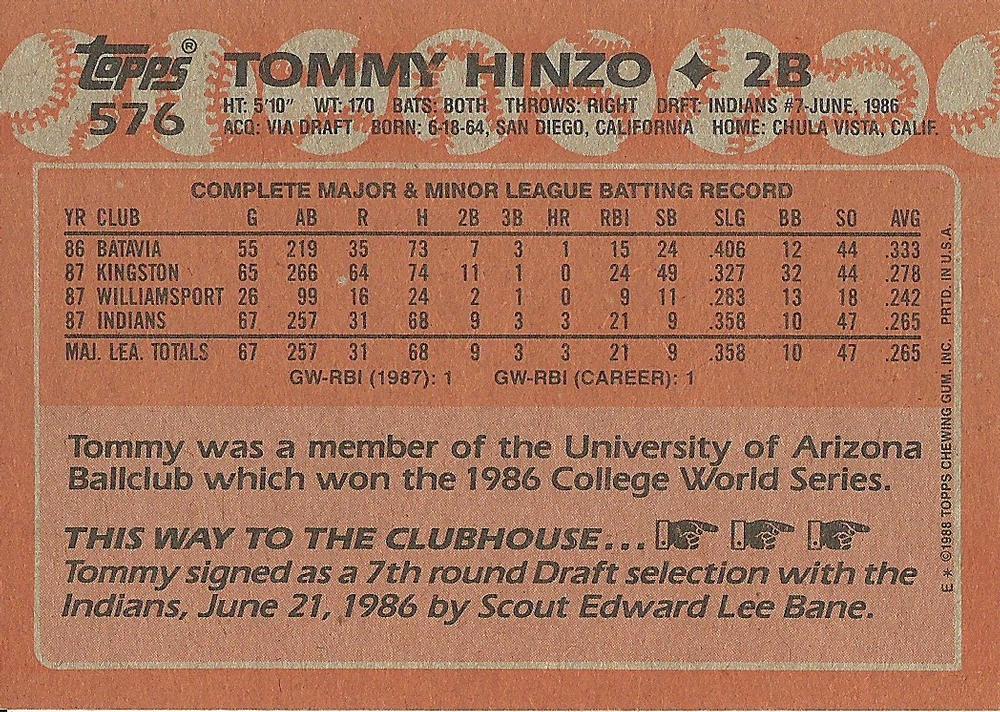 topps®
576
TOMMY HINZO ✦ 2B
HT: 5'10" WT: 170 BATS: BOTH THROWS: RIGHT DRFT: INDIANS #7-JUNE, 1986
ACQ: VIA DRAFT BORN: 6-18-64, SAN DIEGO, CALIFORNIA HOME: CHULA VISTA, CALIF.
COMPLETE MAJOR & MINOR LEAGUE BATTING RECORD
YR CLUB G AB R H 2B 3B HR RBI SB SLG BB SO AVG
86 BATAVIA 55 219 35 73 7 3 1 15 24 .406 12 44 .333
87 KINGSTON 65 266 64 74 11 1 0 24 49 .327 32 44 .278
87 WILLIAMSPORT 26 99 16 24 2 1 0 9 11 .283 13 18 .242
87 INDIANS 67 257 31 68 9 3 3 21 9 .358 10 47 .265
MAJ. LEA. TOTALS 67 257 31 68 9 3 3 21 9 .358 10 47 .265
GW-RBI (1987): 1 GW-RBI (CAREER): 1
Tommy was a member of the University of Arizona
Ballclub which won the 1986 College World Series.
THIS WAY TO THE CLUBHOUSE...
Tommy signed as a 7th round Draft selection with the
Indians, June 21, 1986 by Scout Edward Lee Bane.
E * ©1988 TOPPS CHEWING GUM, INC. PRTD. IN U.S.A.